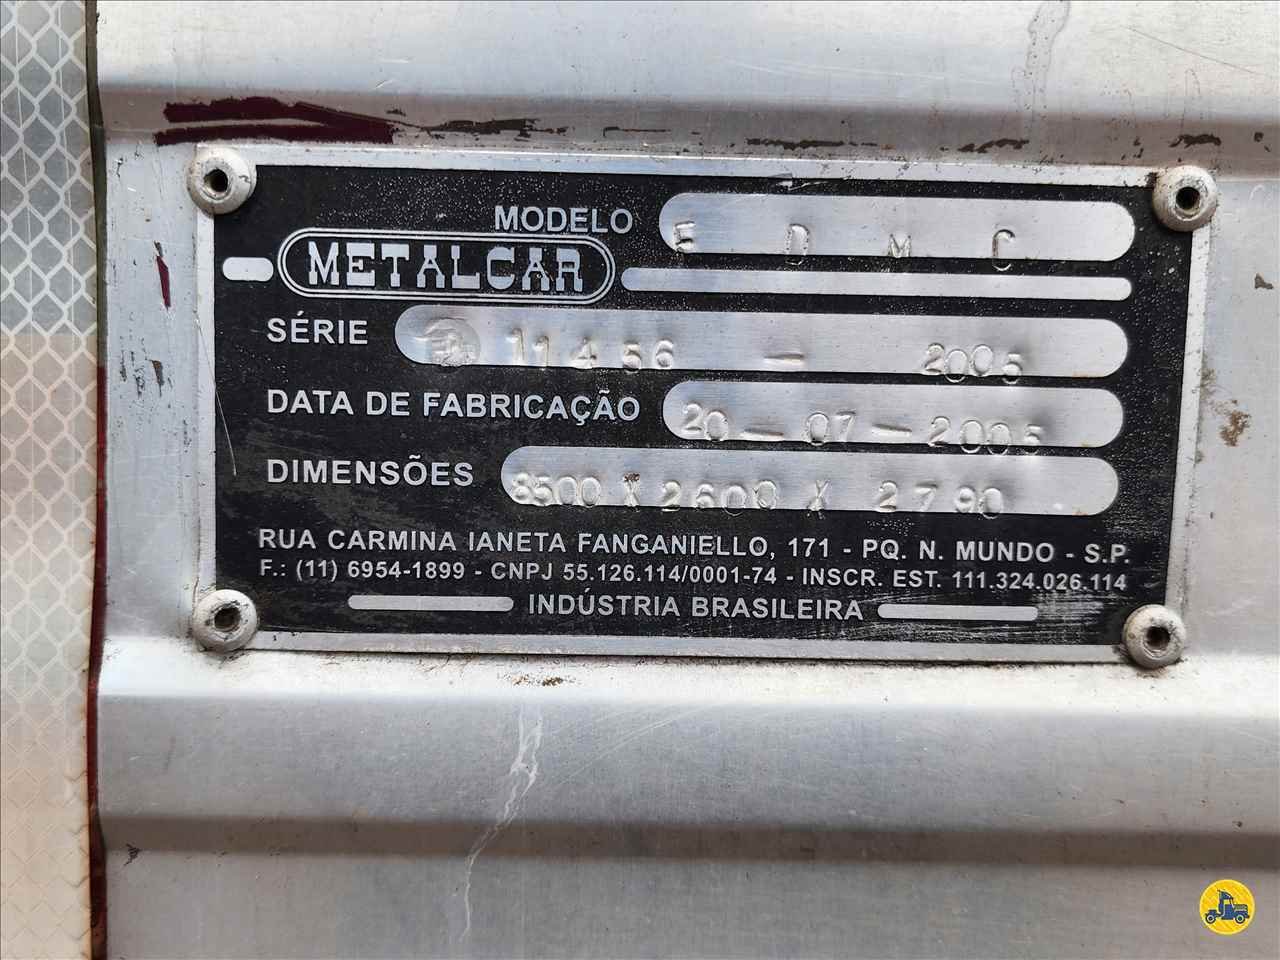 MODELO E D M C
METALCAR
SÉRIE 11456 - 2005
DATA DE FABRICAÇÃO 20-07-2005
DIMENSÕES 8500 X 2600 X 2790
RUA CARMINA IANETA FANGANIELLO, 171 - PQ. N. MUNDO - S.P.
F.: (11) 6954-1899 - CNPJ 55.126.114/0001-74 - INSCR. EST. 111.324.026.114
INDÚSTRIA BRASILEIRA